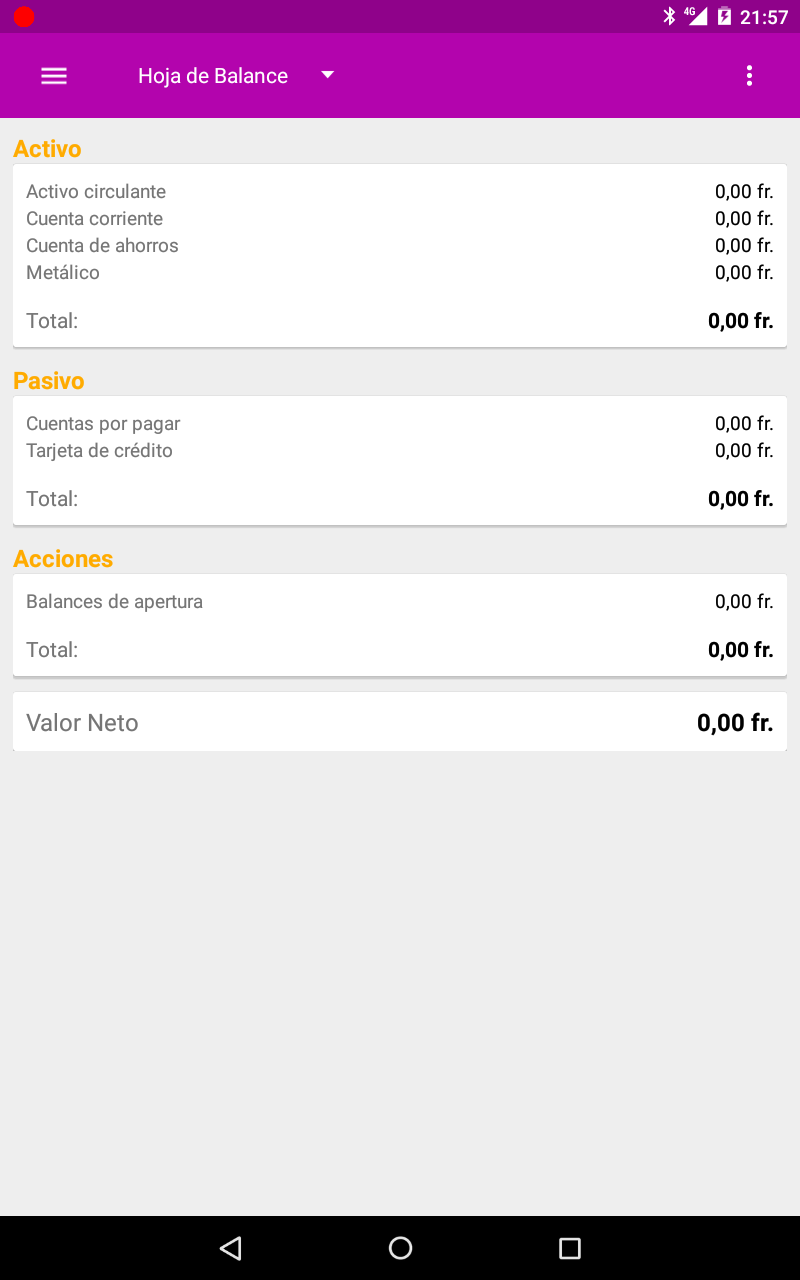 4G 21:57
Hoja de Balance
Activo
Activo circulante 0,00 fr.
Cuenta corriente 0,00 fr.
Cuenta de ahorros 0,00 fr.
Metálico 0,00 fr.
Total: 0,00 fr.
Pasivo
Cuentas por pagar 0,00 fr.
Tarjeta de crédito 0,00 fr.
Total: 0,00 fr.
Acciones
Balances de apertura 0,00 fr.
Total: 0,00 fr.
Valor Neto 0,00 fr.